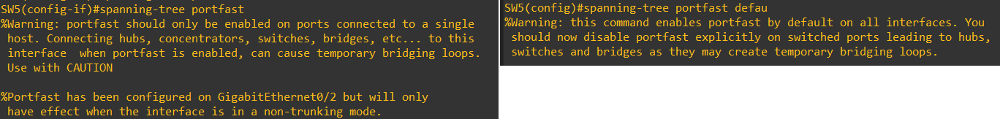 SW5(config-if)#spanning-tree portfast
%Warning: portfast should only be enabled on ports connected to a single
host. Connecting hubs, concentrators, switches, bridges, etc... to this
interface  when portfast is enabled, can cause temporary bridging loops.
Use with CAUTION
%Portfast has been configured on GigabitEthernet0/2 but will only
have effect when the interface is in a non-trunking mode.
SW5(config)#spanning-tree portfast defau
%Warning: this command enables portfast by default on all interfaces. You
should now disable portfast explicitly on switched ports leading to hubs,
switches and bridges as they may create temporary bridging loops.